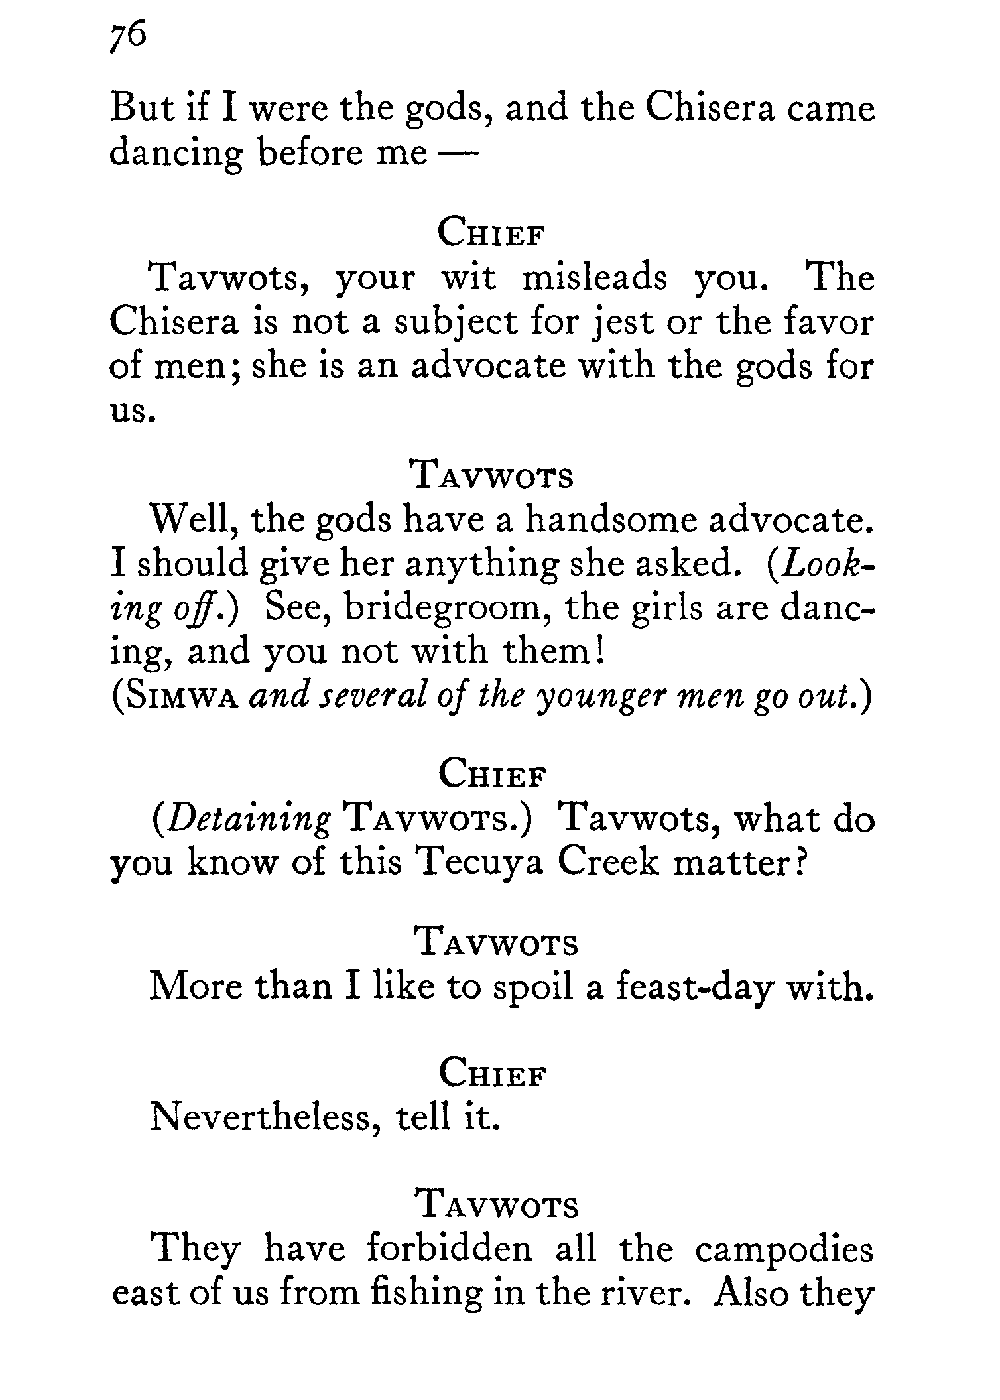 76
But if I were the gods, and the Chisera came
dancing before me —
CHIEF
Tavwots, your wit misleads you. The
Chisera is not a subject for jest or the favor
of men; she is an advocate with the gods for
us.
TAVWOTS
Well, the gods have a handsome advocate.
I should give her anything she asked. (Look-
ing off.) See, bridegroom, the girls are danc-
ing, and you not with them!
(SIMWA and several of the younger men go out.)
CHIEF
(Detaining TAVWOTS.) Tavwots, what do
you know of this Tecuya Creek matter?
TAVWOTS
More than I like to spoil a feast-day with.
CHIEF
Nevertheless, tell it.
TAVWOTS
They have forbidden all the campodies
east of us from fishing in the river. Also they